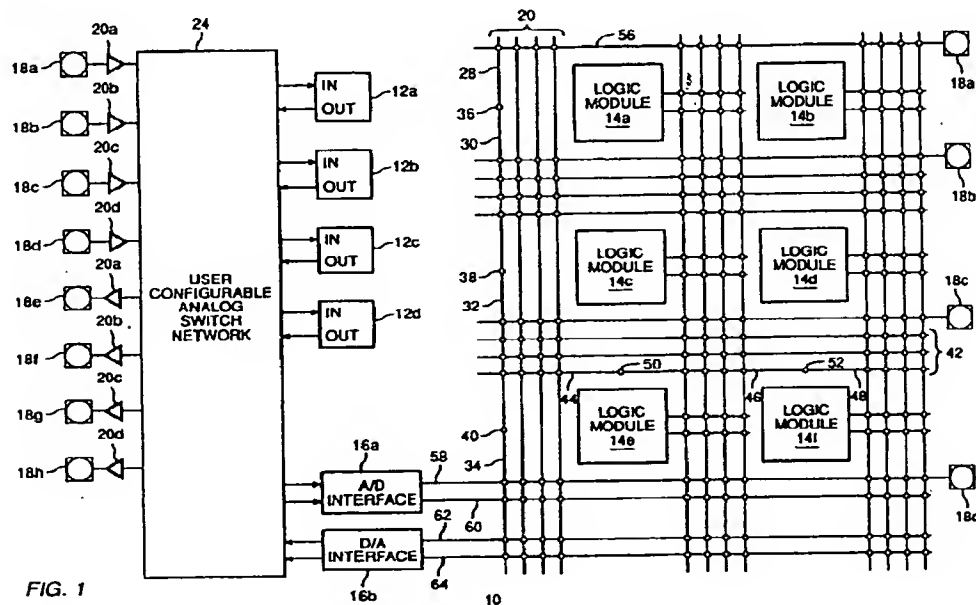 20a
24
20
56
18a
28
IN
OUT
12a
LOGIC
MODULE
14a
LOGIC
MODULE
14b
18a
20b
18b
36
30
20c
18c
IN
OUT
12b
18b
20d
18d
IN
OUT
12c
38
32
LOGIC
MODULE
14c
LOGIC
MODULE
14d
USER
CONFIGURABLE
ANALOG
SWITCH
NETWORK
20a
18e
IN
OUT
12d
18c
42
20b
18f
50
52
44
46
48
20c
18g
LOGIC
MODULE
14e
LOGIC
MODULE
14f
20d
18h
40
34
16a
A/D
INTERFACE
58
60
18d
D/A
INTERFACE
62
64
16b
FIG. 1
10